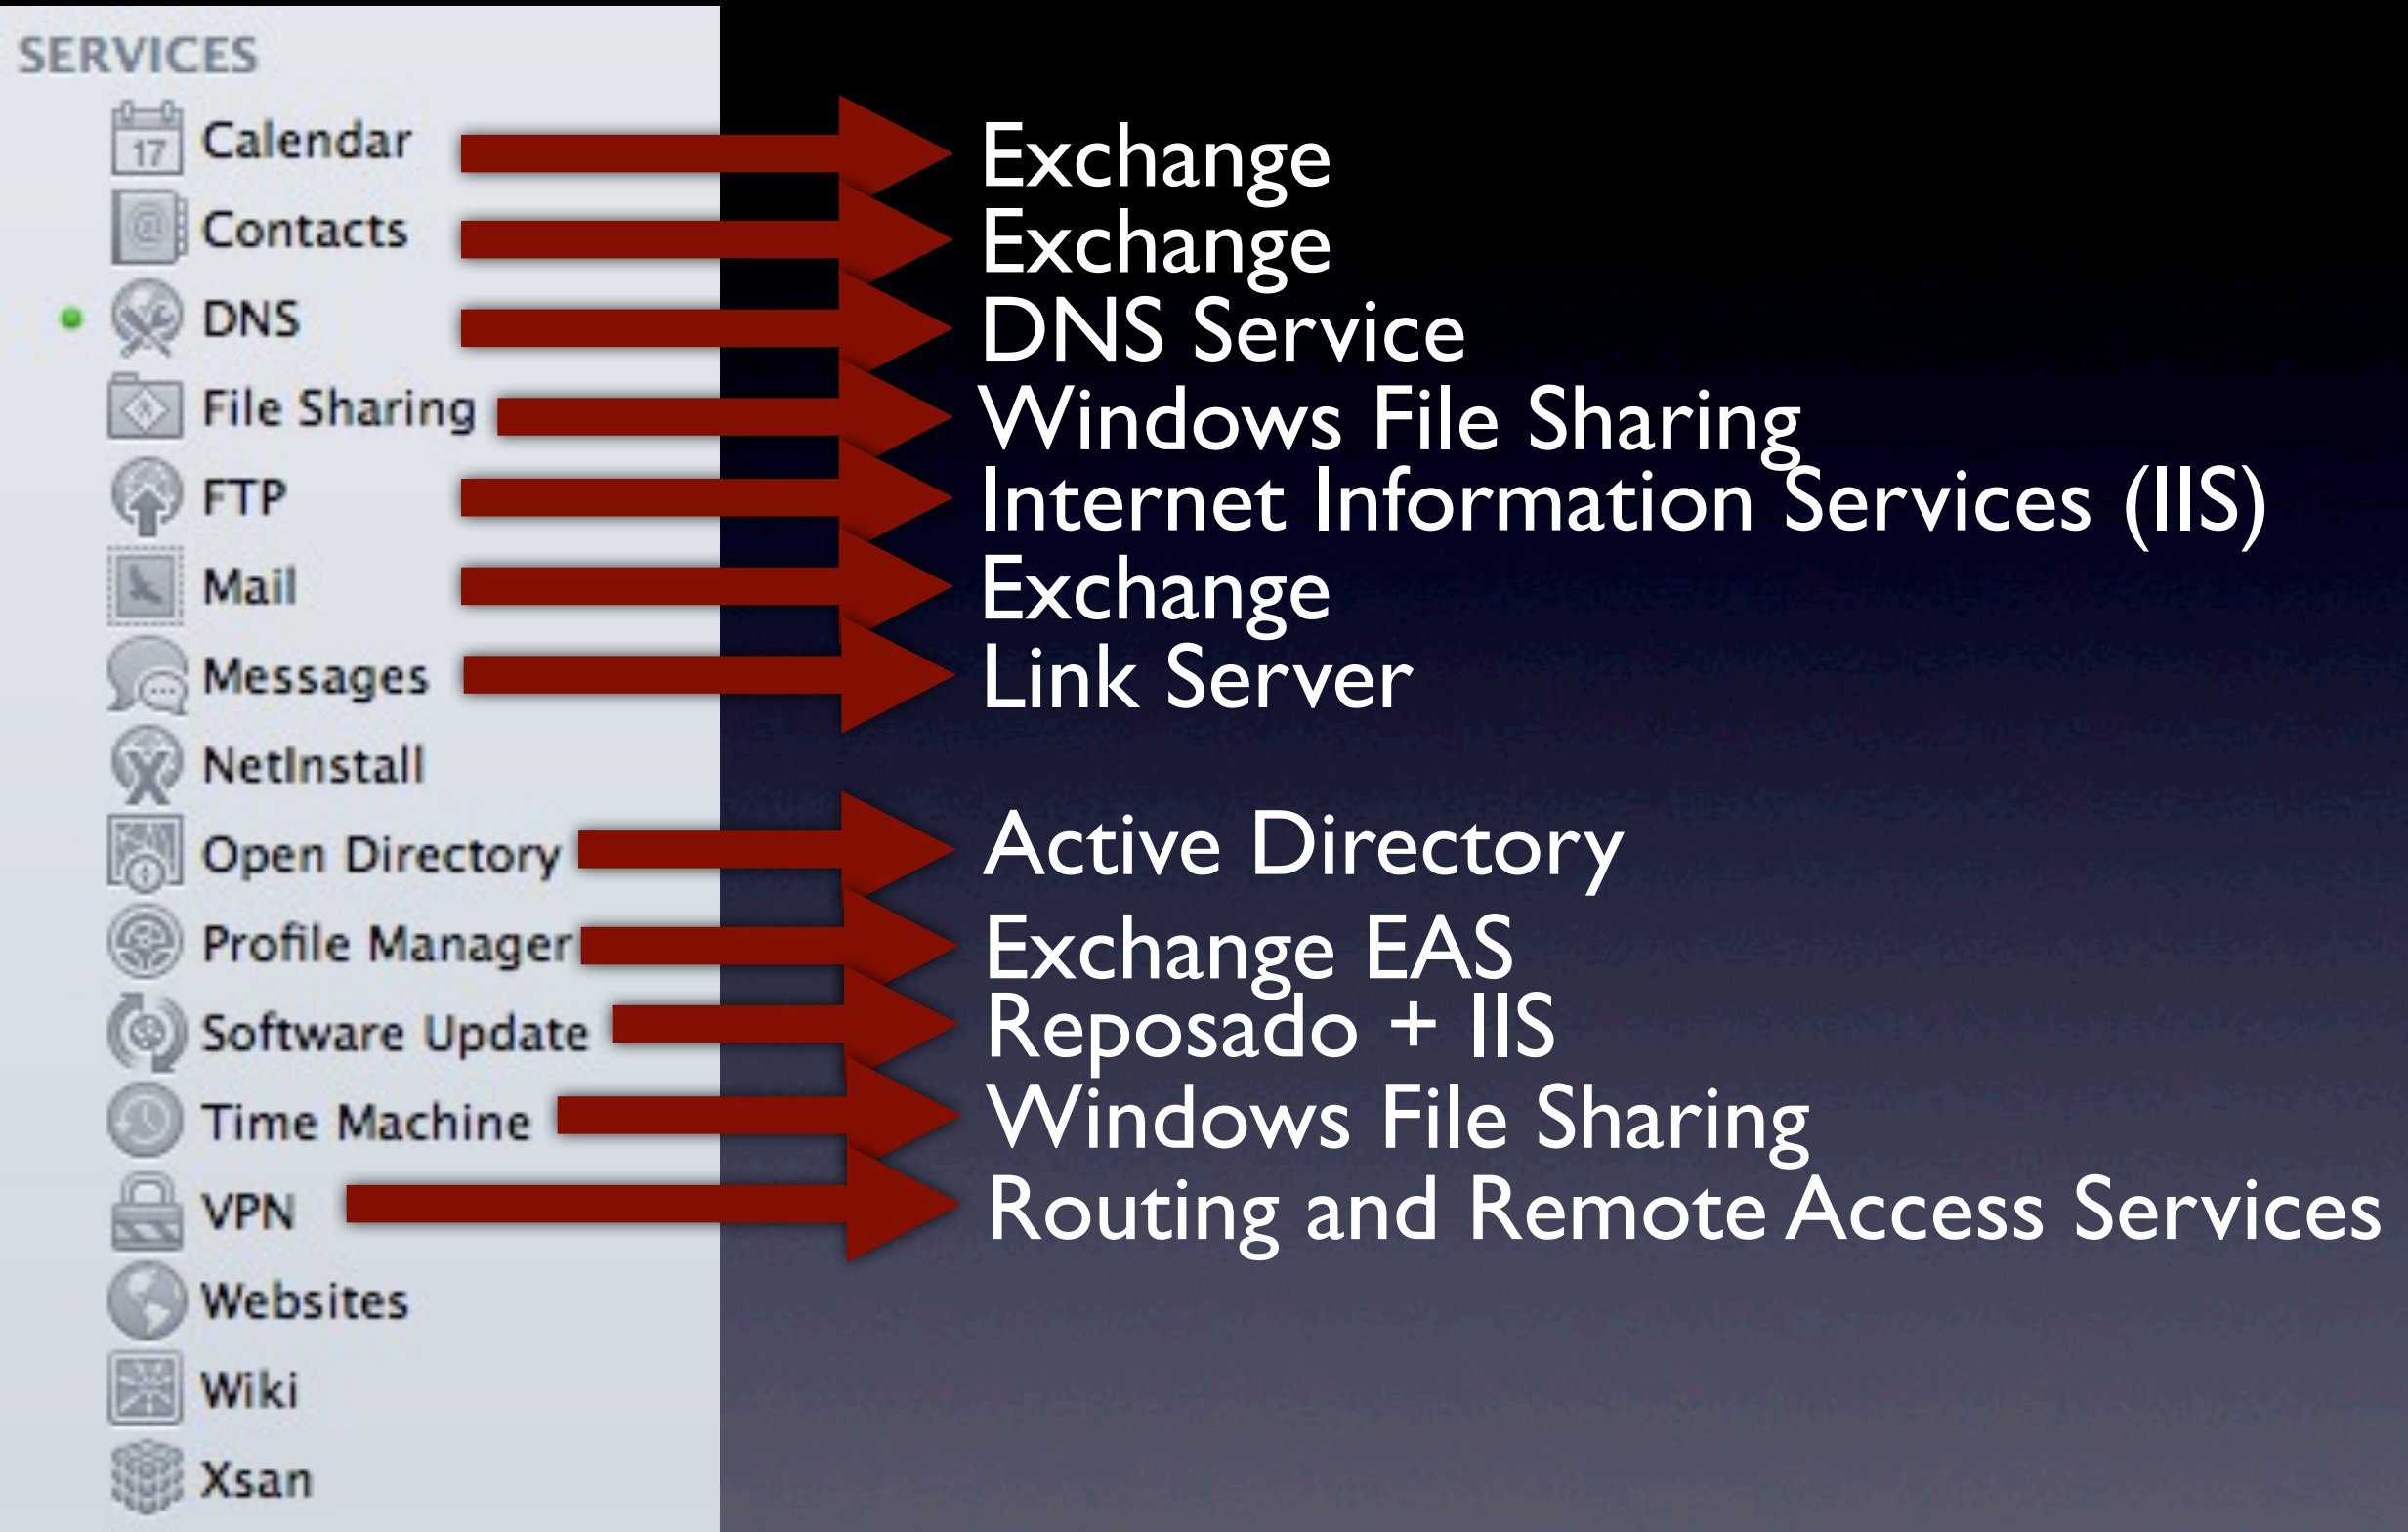 SERVICES
17
Calendar
Exchange
@
Contacts
Exchange
DNS
DNS Service
File Sharing
Windows File Sharing
FTP
Internet Information Services (IIS)
Mail
Exchange
Messages
Link Server
NetInstall
Open Directory
Active Directory
Profile Manager
Exchange EAS
Software Update
Reposado + IIS
Time Machine
Windows File Sharing
VPN
Routing and Remote Access Services
Websites
Wiki
Xsan